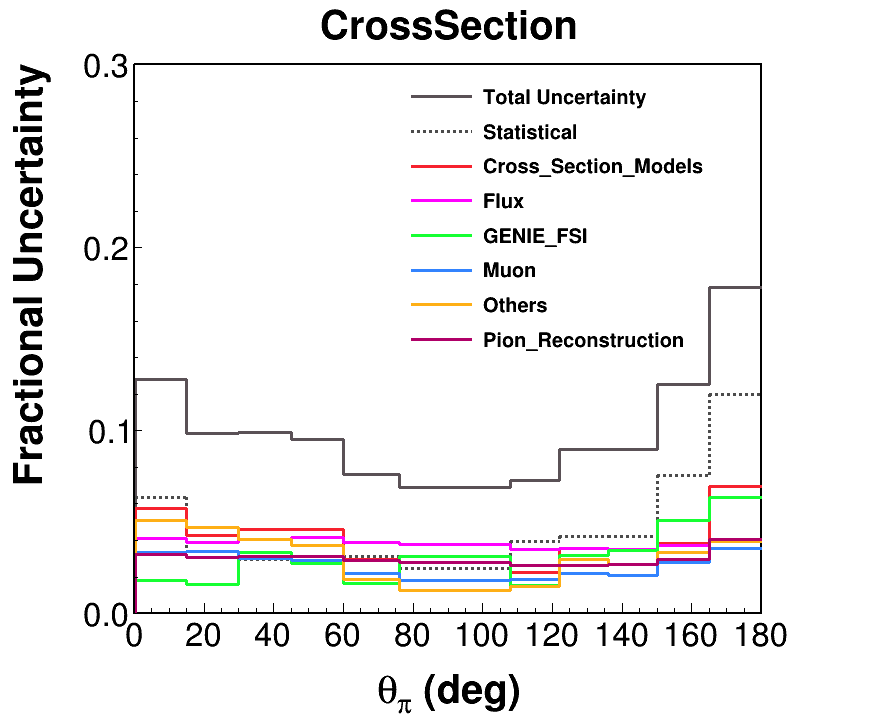 CrossSection
Fractional Uncertainty
0.3
0.2
0.1
0.0
Total Uncertainty
Statistical
Cross_Section_Models
Flux
GENIE_FSI
Muon
Others
Pion_Reconstruction
0 20 40 60 80 100 120 140 160 180
θπ (deg)